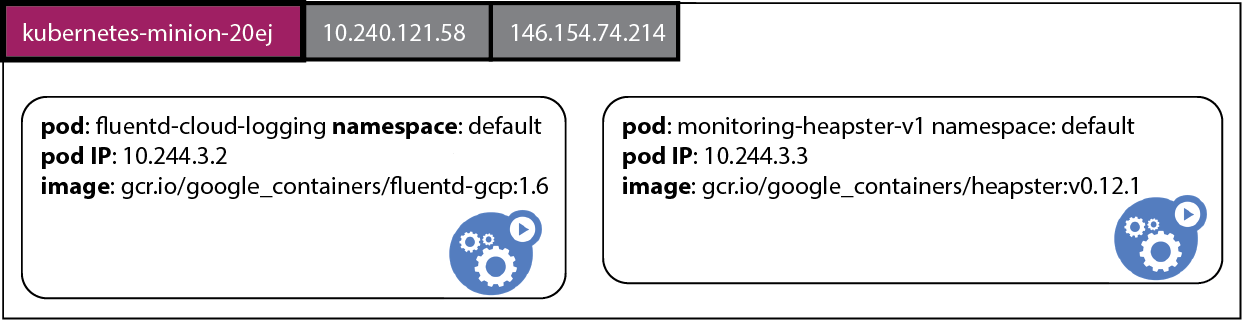 kubernetes-minion-20ej 10.240.121.58 146.154.74.214
pod: fluentd-cloud-logging namespace: default
pod IP: 10.244.3.2
image: gcr.io/google_containers/fluentd-gcp:1.6
pod: monitoring-heapster-v1 namespace: default
pod IP: 10.244.3.3
image: gcr.io/google_containers/heapster:v0.12.1